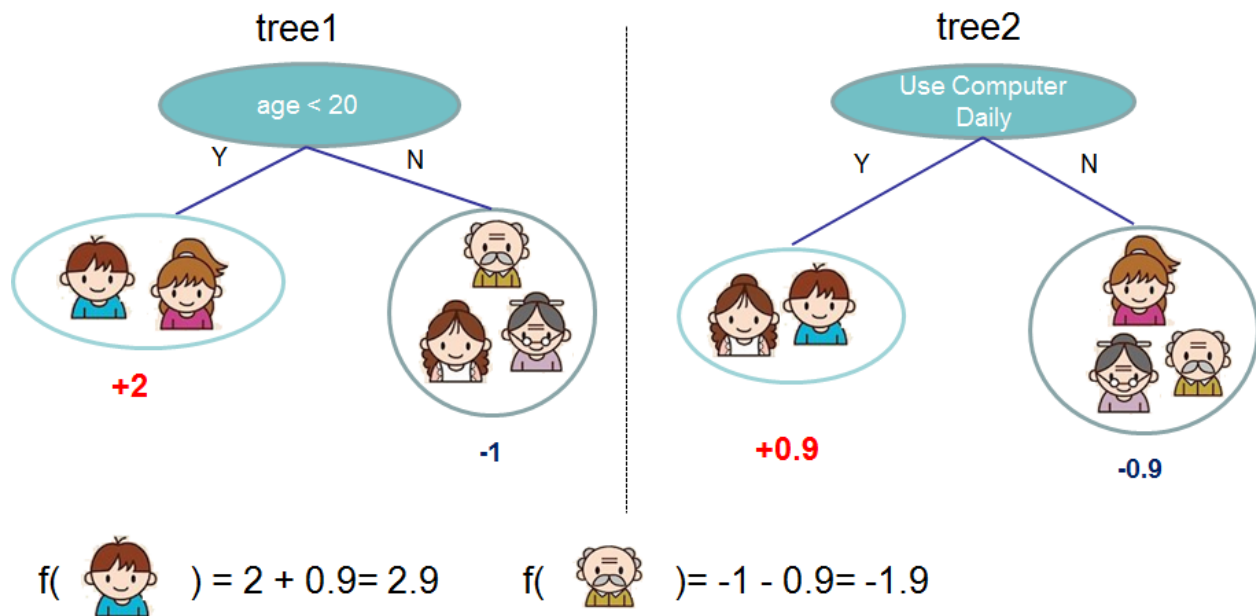 tree1
age < 20
Y
N
+2
-1
tree2
Use Computer
Daily
Y
N
+0.9
-0.9
f( ) = 2 + 0.9= 2.9
f( )= -1 - 0.9= -1.9